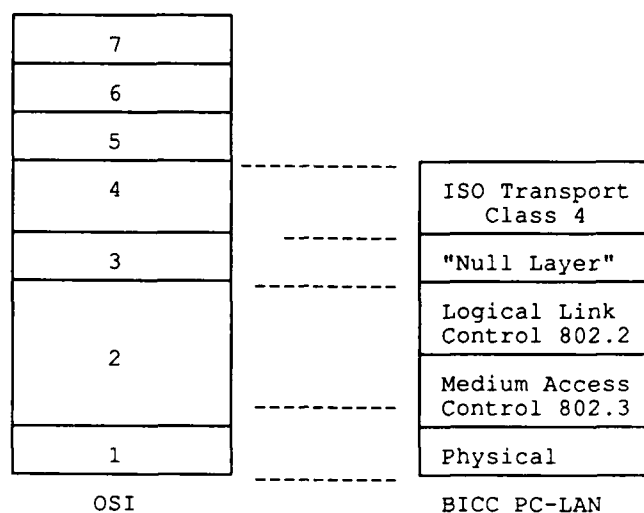 7
6
5
4
3
2
1
OSI
ISO Transport
Class 4
"Null Layer"
Logical Link
Control 802.2
Medium Access
Control 802.3
Physical
BICC PC-LAN